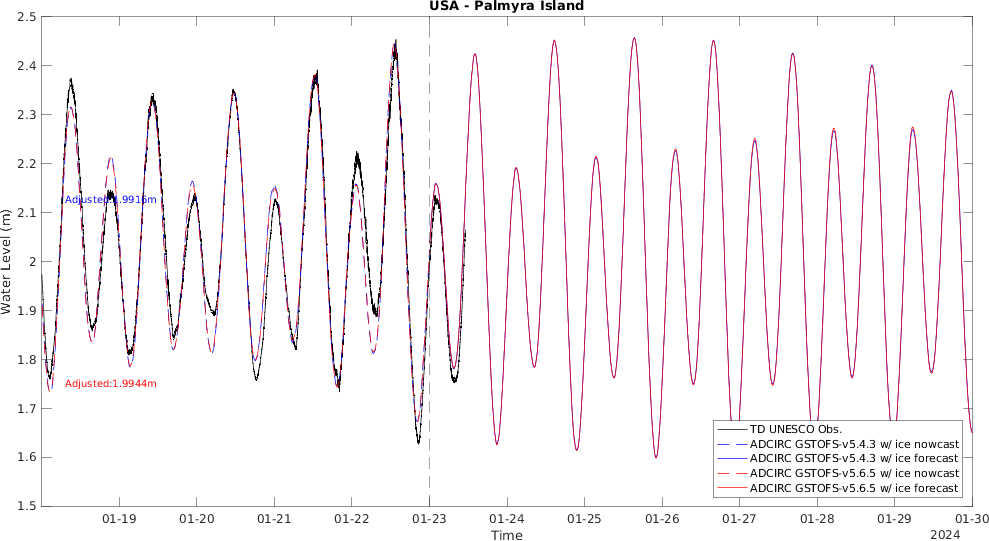 USA - Palmyra Island
2.5
2.4
2.3
2.2
2.1
2
1.9
1.8
1.7
1.6
1.5
Water Level (m)
Adjusted:1.9916m
Adjusted:1.9944m
TD UNESCO Obs.
ADCIRC GSTOFS-v5.4.3 w/ ice nowcast
ADCIRC GSTOFS-v5.4.3 w/ ice forecast
ADCIRC GSTOFS-v5.6.5 w/ ice nowcast
ADCIRC GSTOFS-v5.6.5 w/ ice forecast
01-19 01-20 01-21 01-22 01-23 01-24 01-25 01-26 01-27 01-28 01-29 01-30
Time
2024